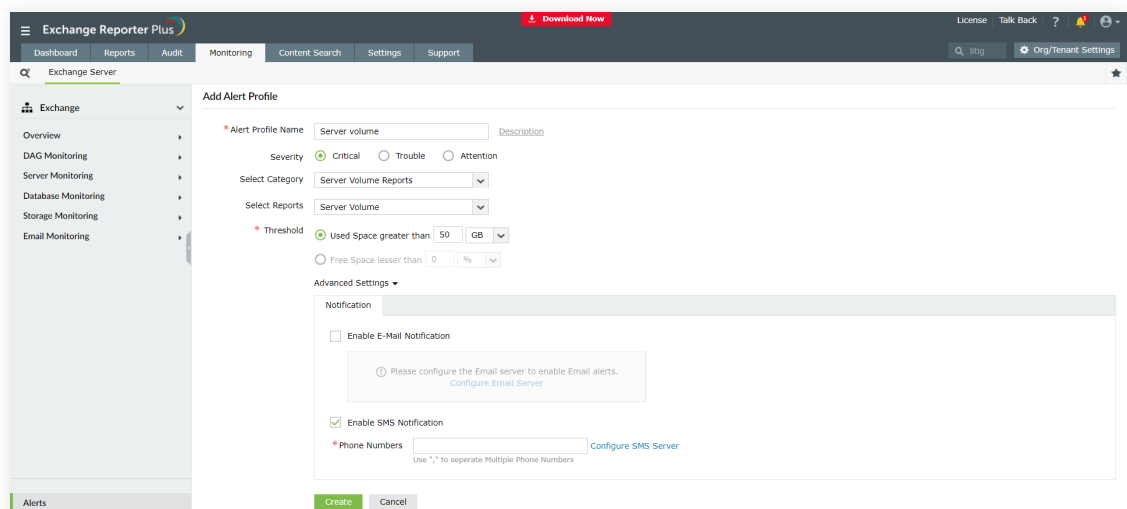 Download Now
License Talk Back ?
Exchange Reporter Plus
Dashboard Reports Audit Monitoring Content Search Settings Support
litig Org/Tenant Settings
Exchange Server
Exchange
Overview
DAG Monitoring
Server Monitoring
Database Monitoring
Storage Monitoring
Email Monitoring
Alerts
Add Alert Profile
* Alert Profile Name Server volume Description
Severity Critical Trouble Attention
Select Category Server Volume Reports
Select Reports Server Volume
* Threshold Used Space greater than 50 GB
Free Space lesser than 0 %
Advanced Settings
Notification
Enable E-Mail Notification
Please configure the Email server to enable Email alerts.
Configure Email Server
Enable SMS Notification
* Phone Numbers Configure SMS Server
Use "," to seperate Multiple Phone Numbers
Create Cancel